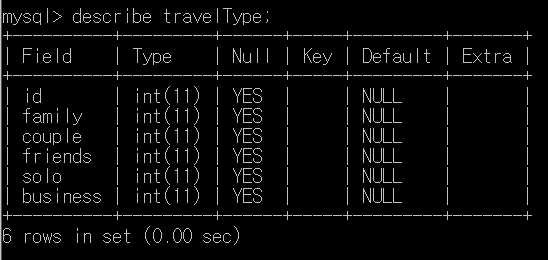 mysql> describe travelType;
+----------+---------+------+-----+---------+-------+
| Field    | Type    | Null | Key | Default | Extra |
+----------+---------+------+-----+---------+-------+
| id       | int(11) | YES  |     | NULL    |       |
| family   | int(11) | YES  |     | NULL    |       |
| couple   | int(11) | YES  |     | NULL    |       |
| friends  | int(11) | YES  |     | NULL    |       |
| solo     | int(11) | YES  |     | NULL    |       |
| business | int(11) | YES  |     | NULL    |       |
+----------+---------+------+-----+---------+-------+
6 rows in set (0.00 sec)